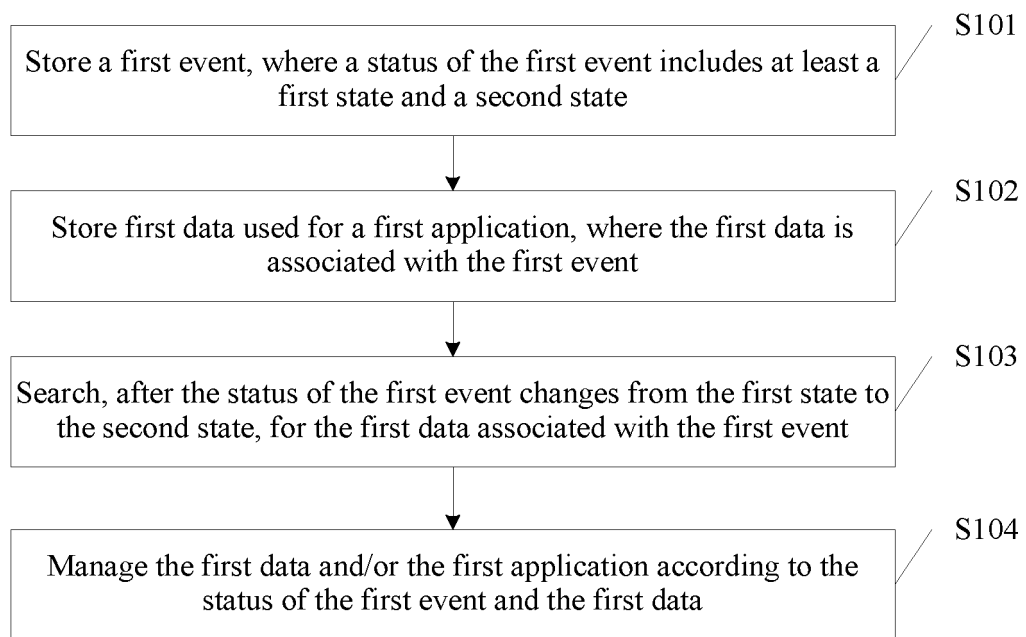 S101
Store a first event, where a status of the first event includes at least a
first state and a second state
S102
Store first data used for a first application, where the first data is
associated with the first event
S103
Search, after the status of the first event changes from the first state to
the second state, for the first data associated with the first event
S104
Manage the first data and/or the first application according to the
status of the first event and the first data